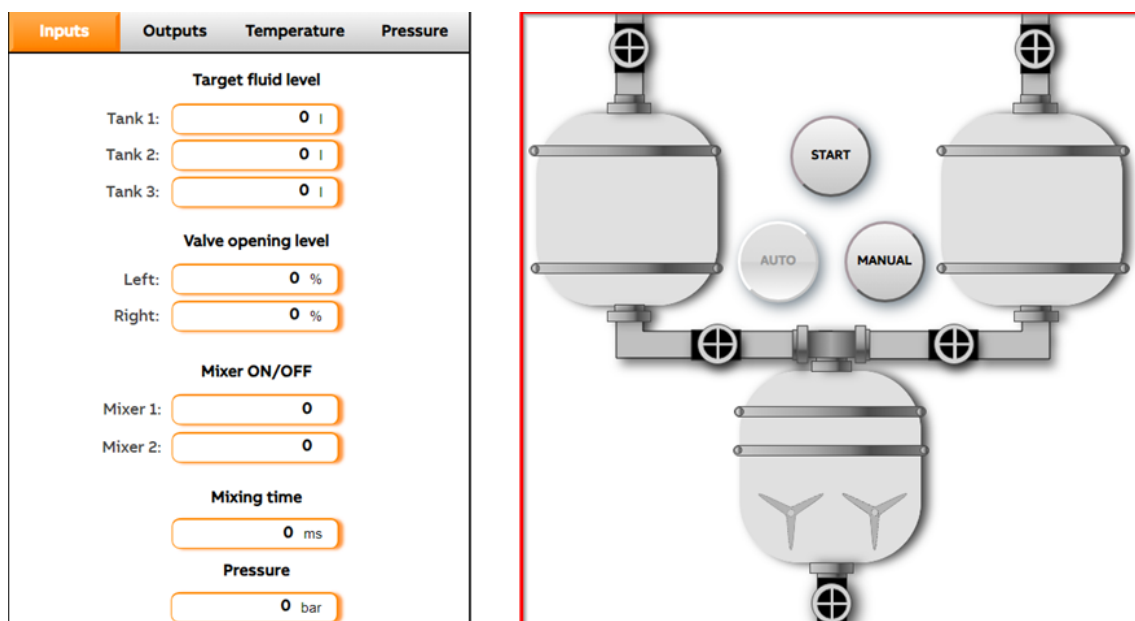 Inputs Outputs Temperature Pressure
Target fluid level
Tank 1: 0 l
Tank 2: 0 l
Tank 3: 0 l
Valve opening level
Left: 0 %
Right: 0 %
Mixer ON/OFF
Mixer 1: 0
Mixer 2: 0
Mixing time
0 ms
Pressure
0 bar
START
AUTO MANUAL